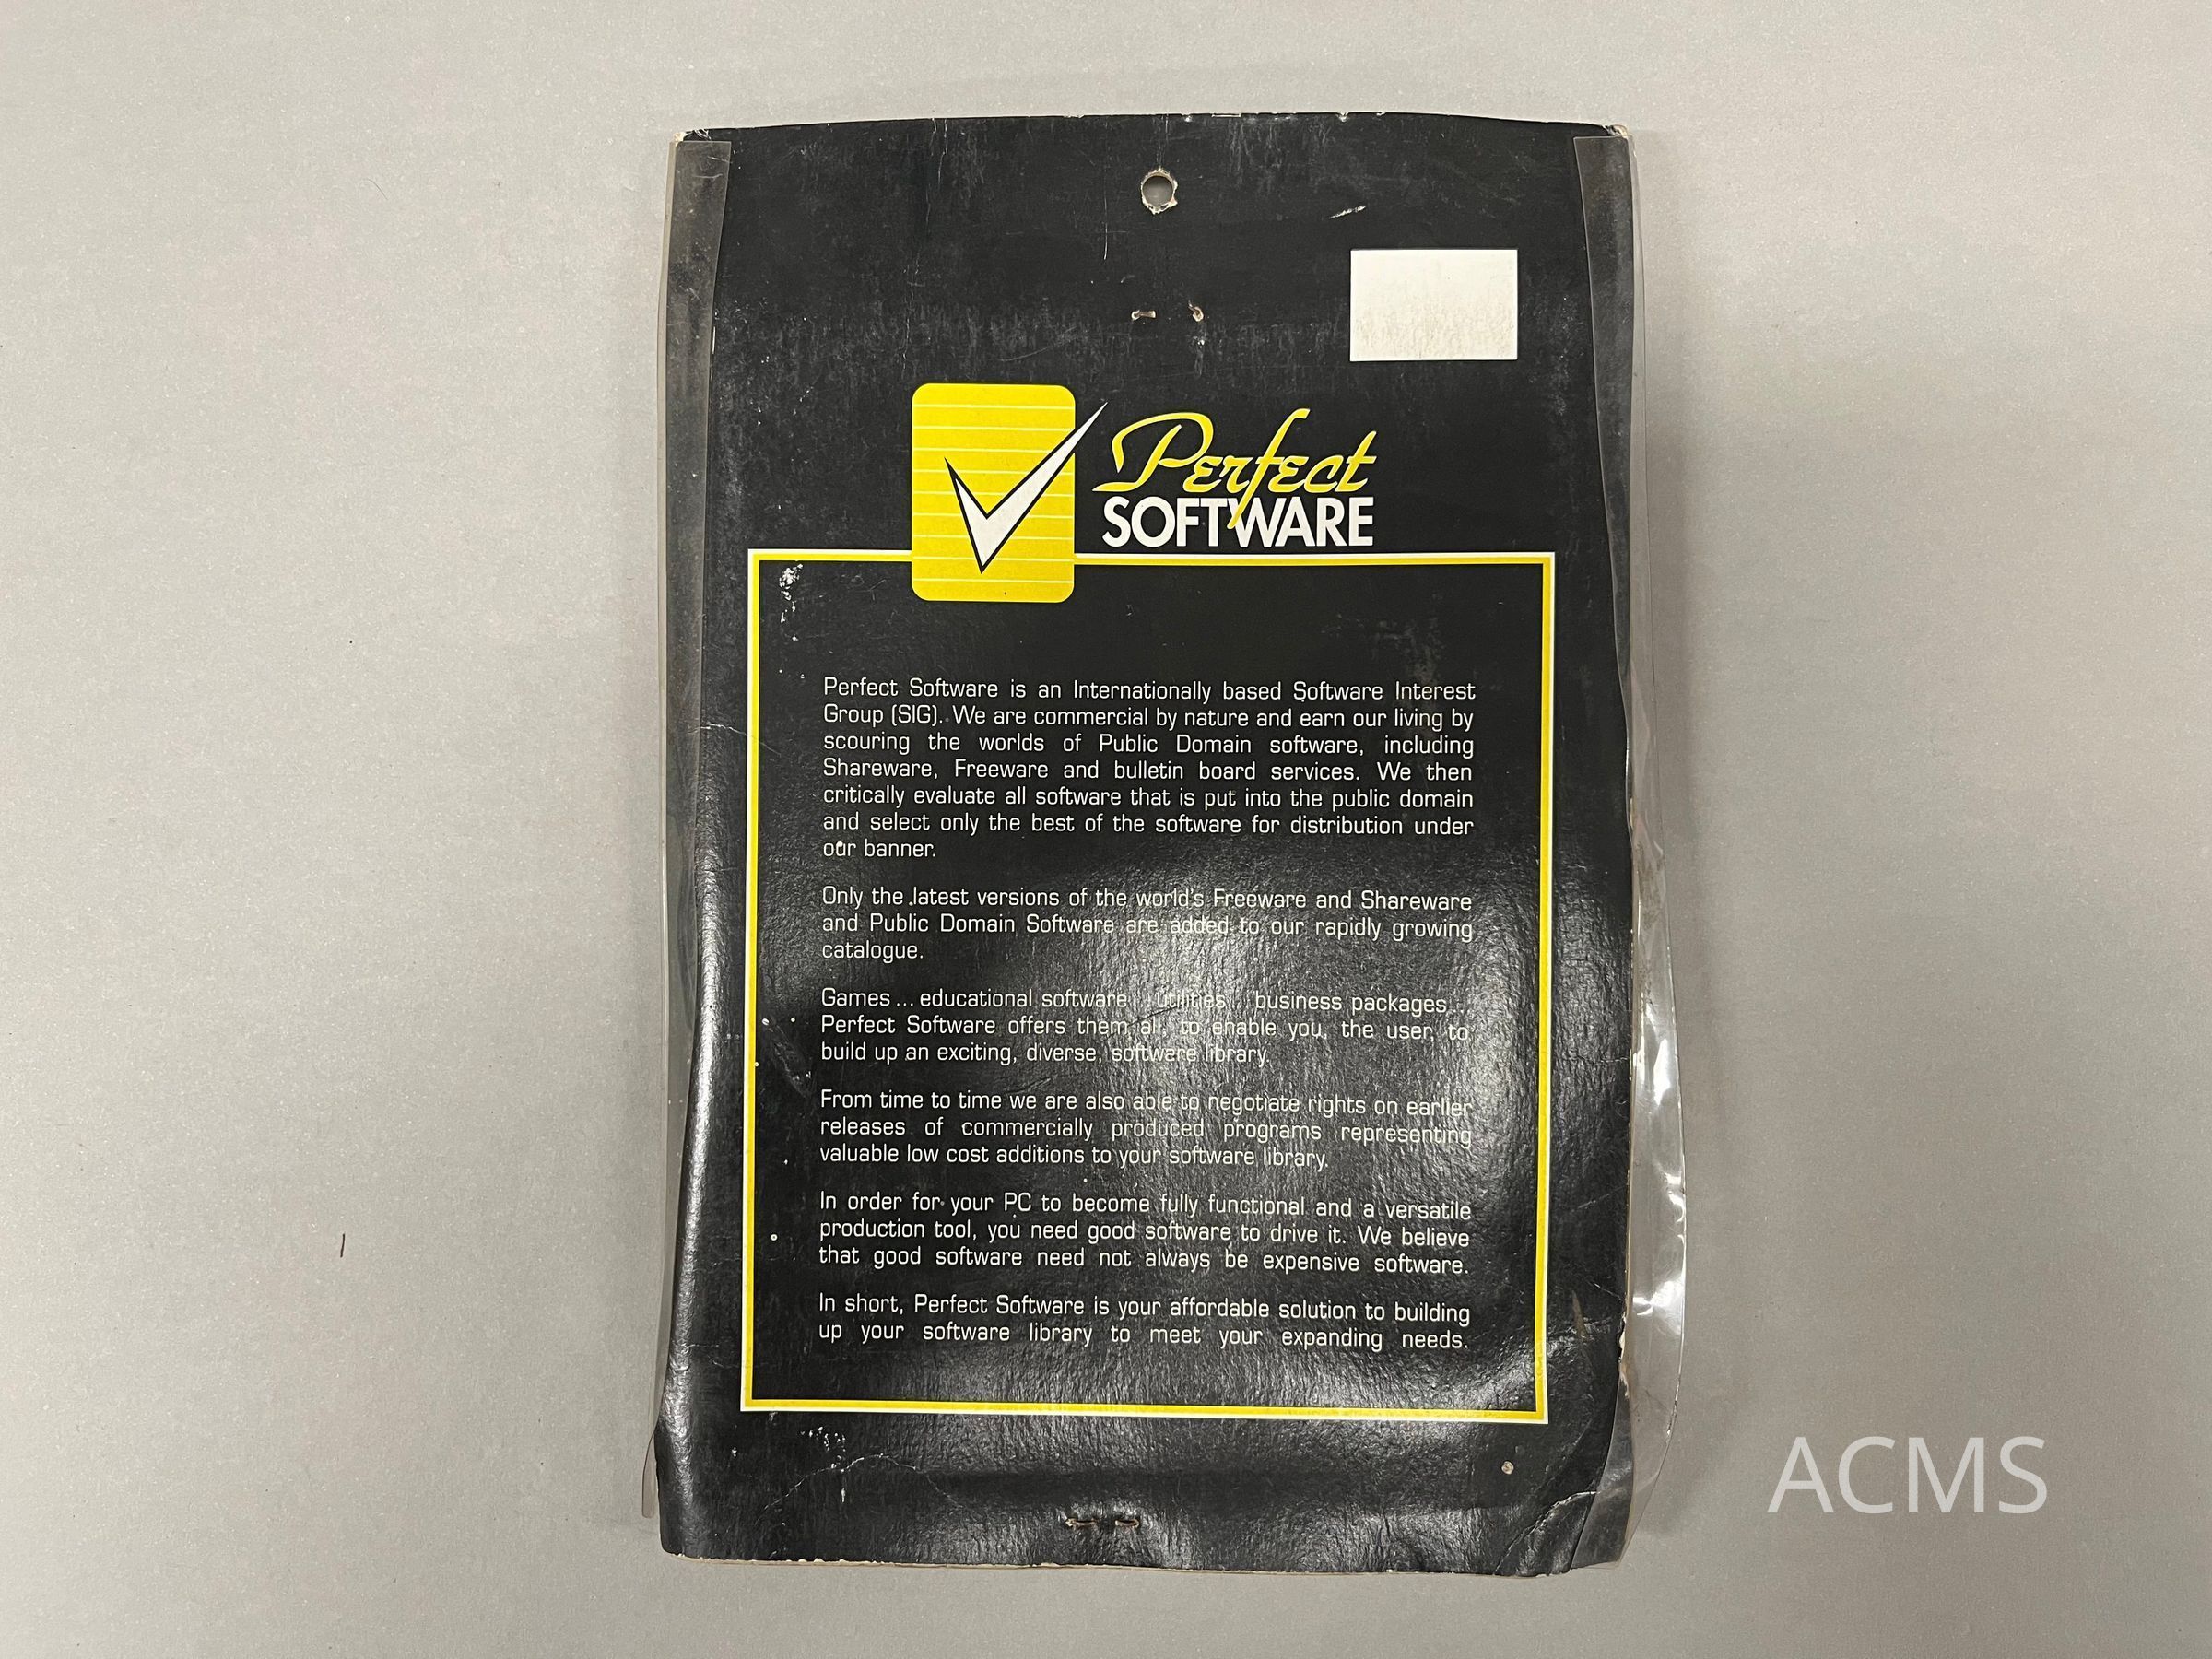 Perfect
SOFTWARE
Perfect Software is an Internationally based Software Interest
Group (SIG). We are commercial by nature and earn our living by
scouring the worlds of Public Domain software, including
Shareware, Freeware and bulletin board services. We then
critically evaluate all software that is put into the public domain
and select only the best of the software for distribution under
our banner.
Only the latest versions of the world's Freeware and Shareware
and Public Domain Software are added to our rapidly growing
catalogue.
Games ... educational software ... utilities ... business packages ...
Perfect Software offers them all, to enable you, the user, to
build up an exciting, diverse, software library.
From time to time we are also able to negotiate rights on earlier
releases of commercially produced programs representing
valuable low cost additions to your software library.
In order for your PC to become fully functional and a versatile
production tool, you need good software to drive it. We believe
that good software need not always be expensive software.
In short, Perfect Software is your affordable solution to building
up your software library to meet your expanding needs.
ACMS